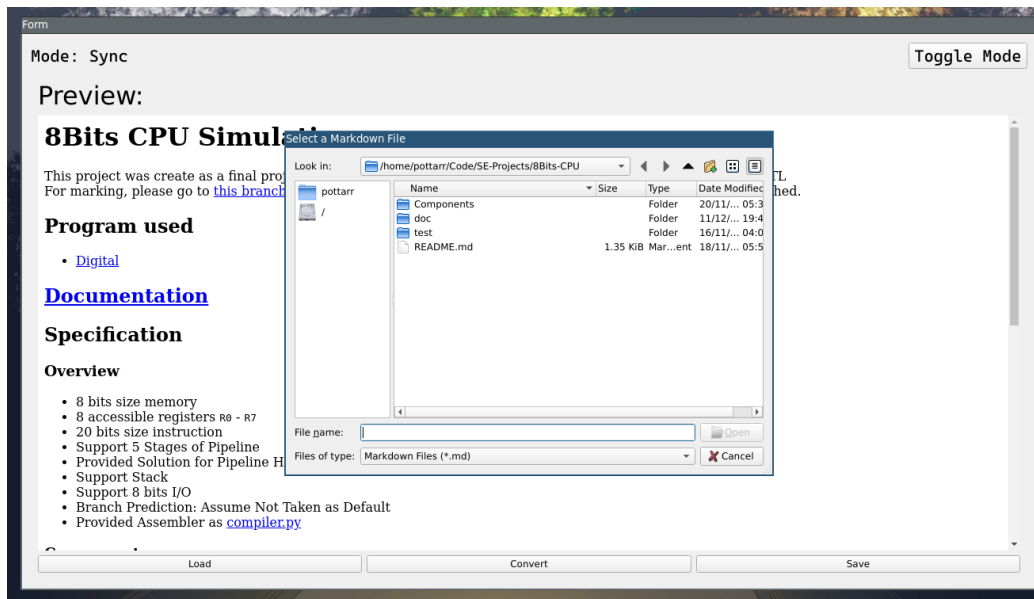 Form
Mode: Sync
Toggle Mode
Preview:
8Bits CPU Simulati
This project was create as a final proj
TL
For marking, please go to this branch
hed.
Program used
• Digital
Documentation
Specification
Overview
• 8 bits size memory
• 8 accessible registers R0 - R7
• 20 bits size instruction
• Support 5 Stages of Pipeline
• Provided Solution for Pipeline H
• Support Stack
• Support 8 bits I/O
• Branch Prediction: Assume Not Taken as Default
• Provided Assembler as compiler.py
Select a Markdown File
Look in:
/home/pottarr/Code/SE-Projects/8Bits-CPU
pottarr
/
Name Size Type Date Modified
Components Folder 20/11/... 05:3
doc Folder 11/12/... 19:4
test Folder 16/11/... 04:0
README.md 1.35 KiB Mar...ent 18/11/... 05:5
File name:
Open
Files of type: Markdown Files (*.md)
Cancel
Load
Convert
Save